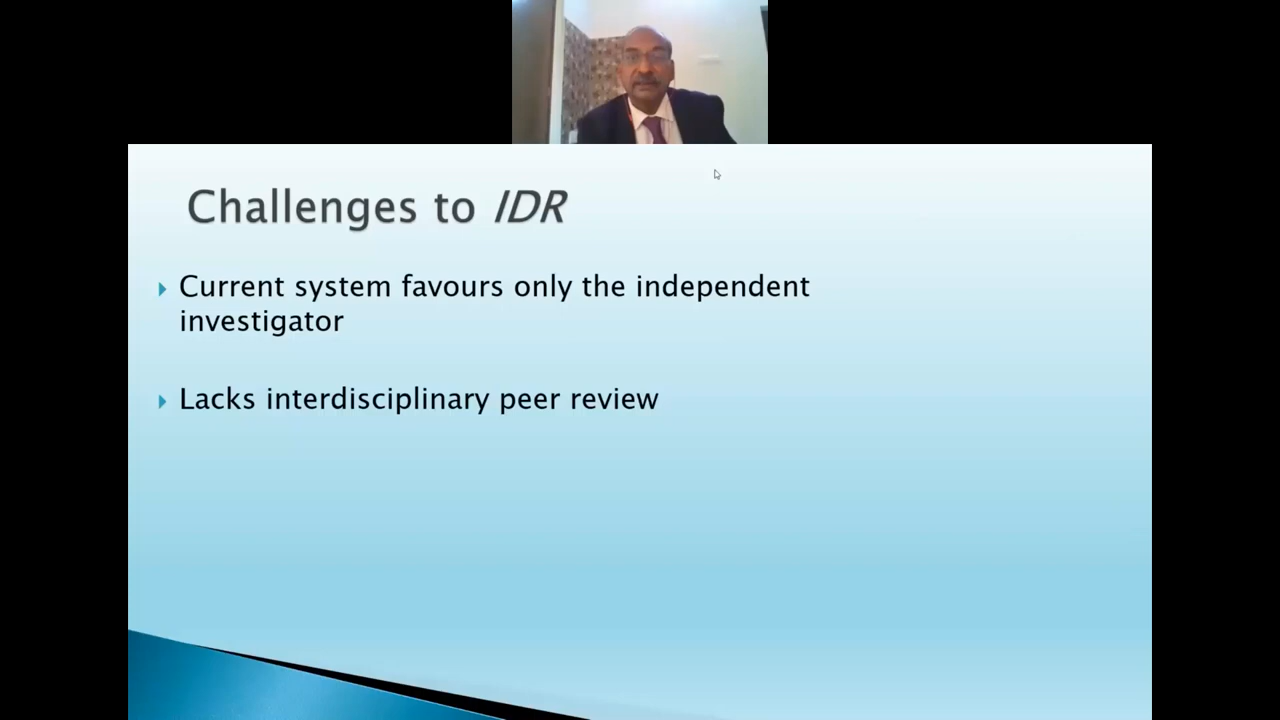 Challenges to IDR
Current system favours only the independent
investigator
Lacks interdisciplinary peer review